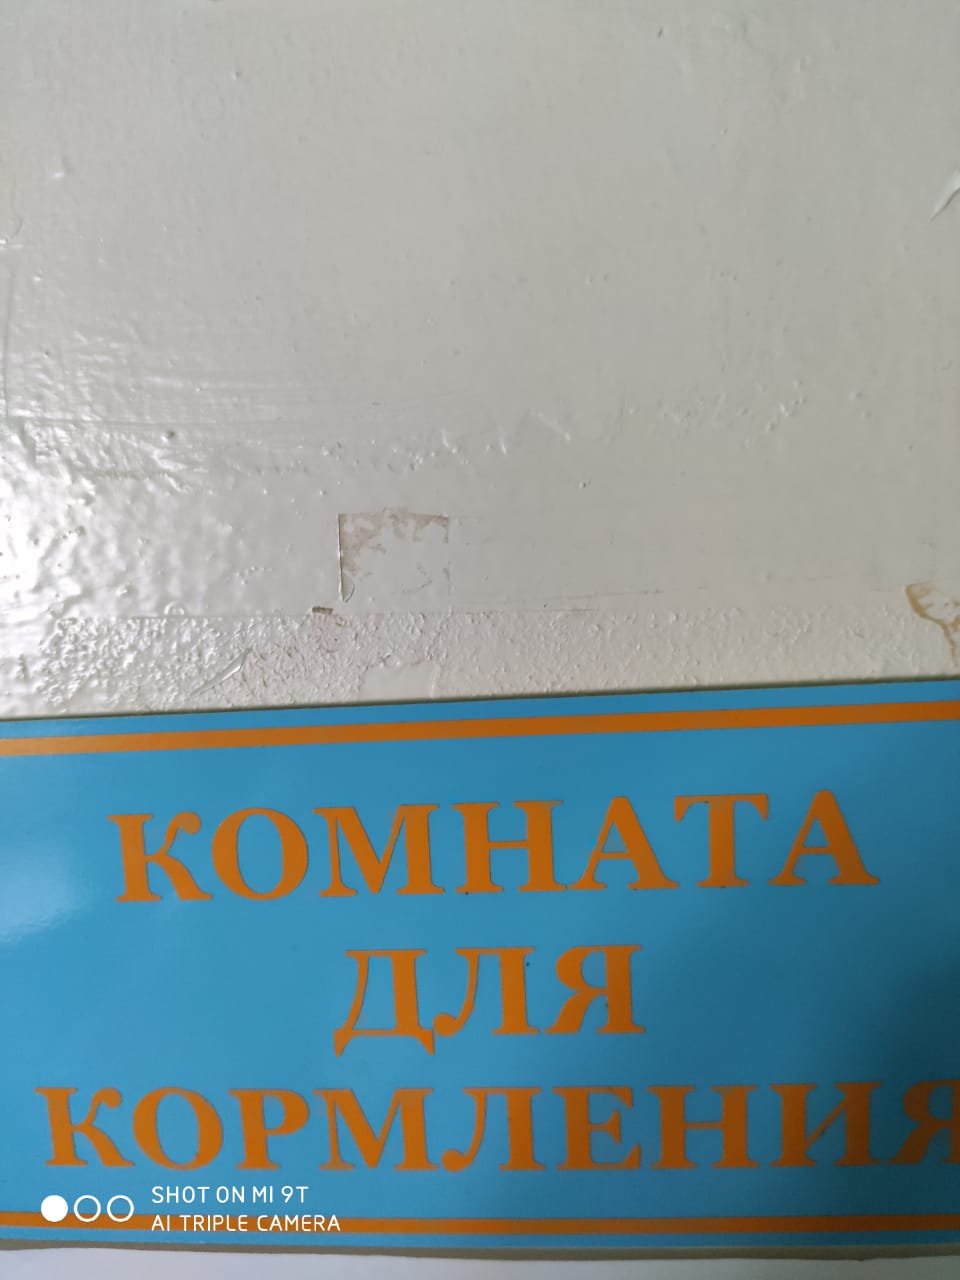 КОМНАТА
ДЛЯ
КОРМЛЕНИЯ
SHOT ON MI 9T
AI TRIPLE CAMERA